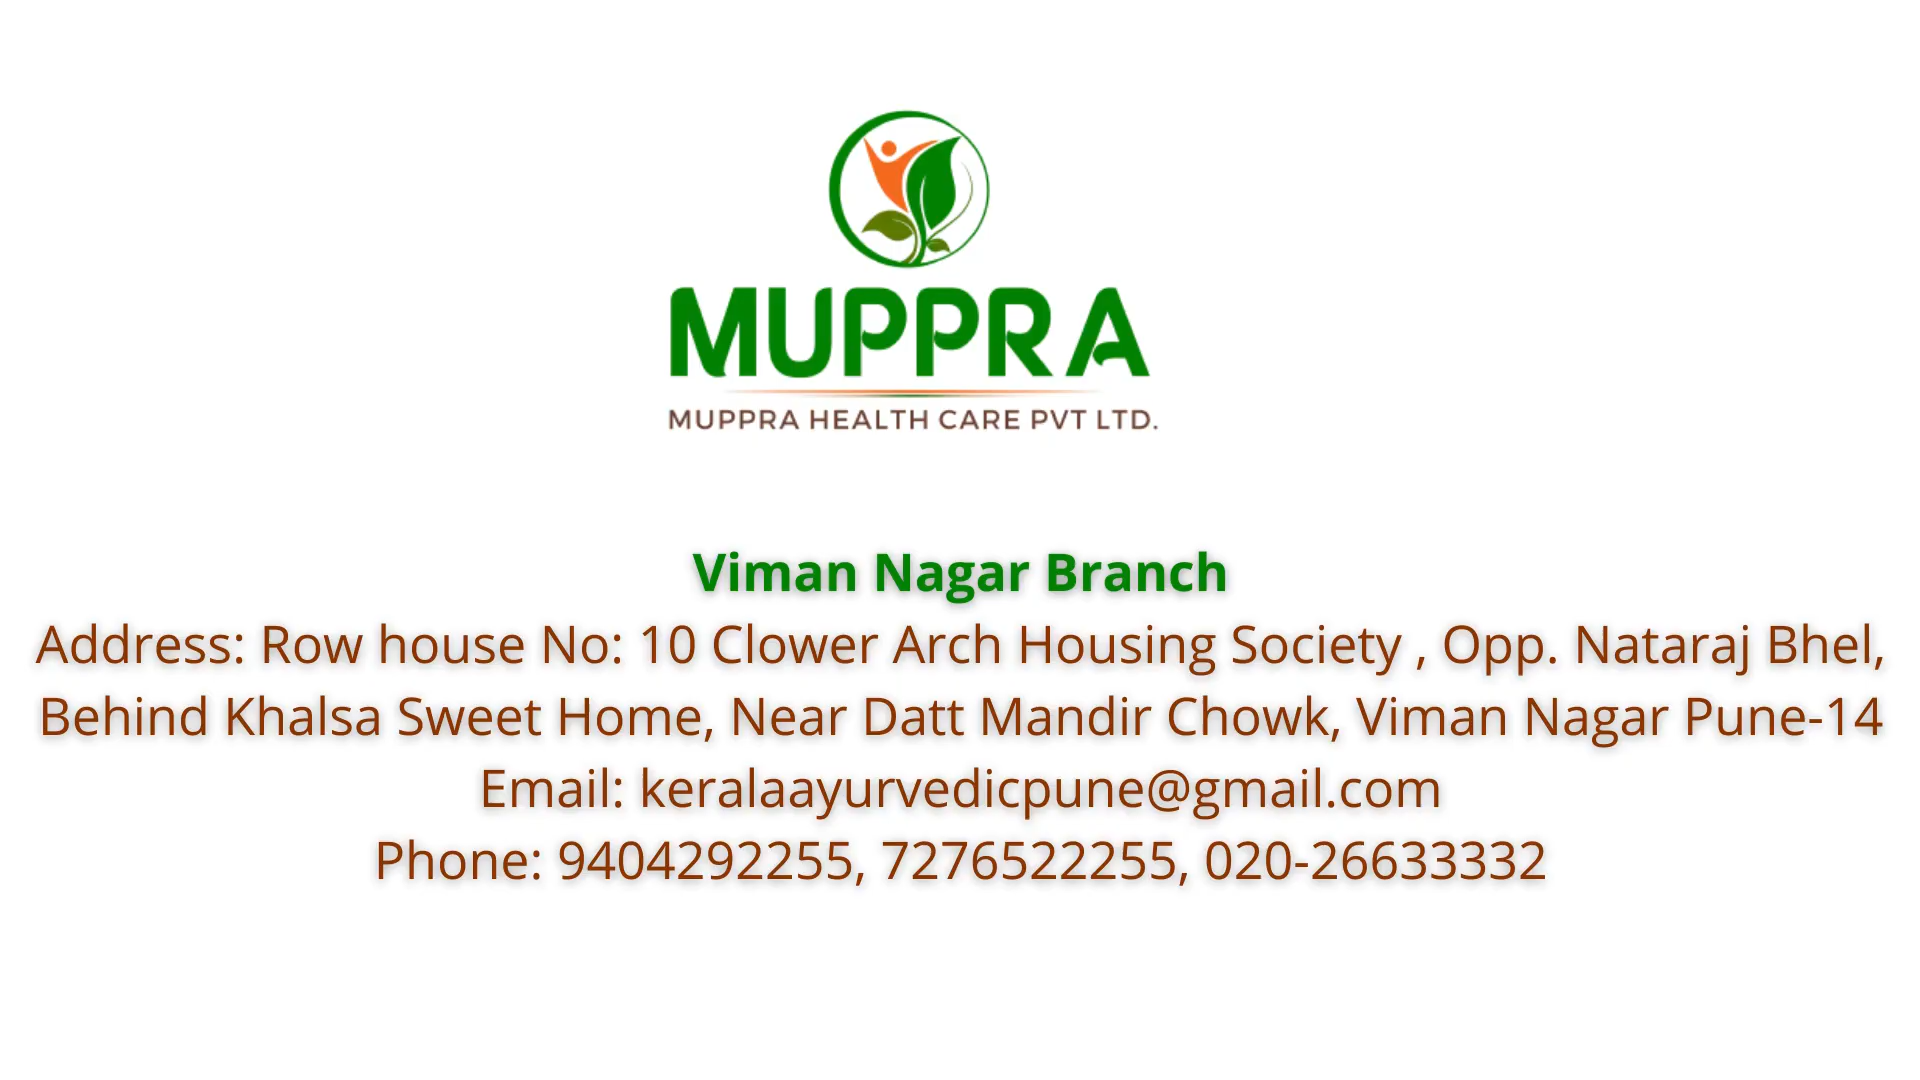 MUPPRA
MUPPRA HEALTH CARE PVT LTD.
Viman Nagar Branch
Address: Row house No: 10 Clower Arch Housing Society , Opp. Nataraj Bhel,
Behind Khalsa Sweet Home, Near Datt Mandir Chowk, Viman Nagar Pune-14
Email: keralaayurvedicpune@gmail.com
Phone: 9404292255, 7276522255, 020-26633332